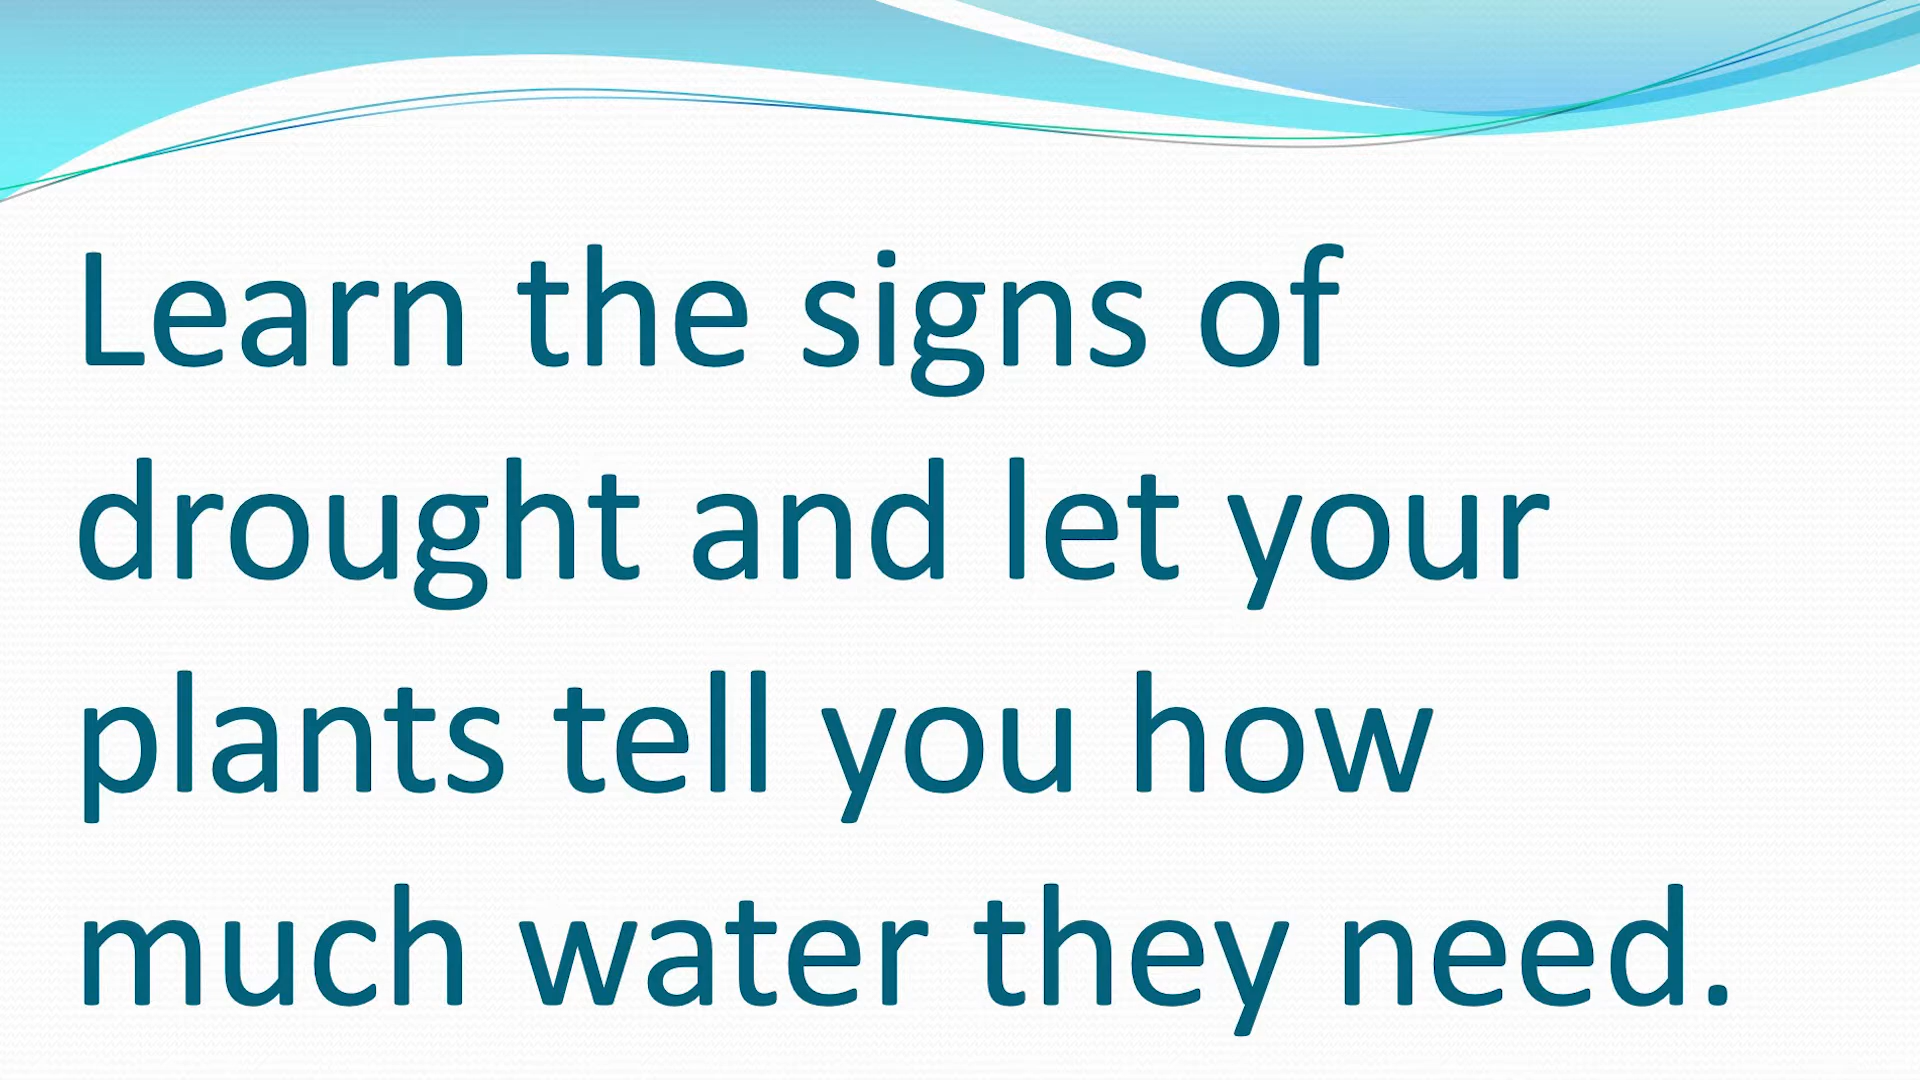 Learn the signs of
drought and let your
plants tell you how
much water they need.